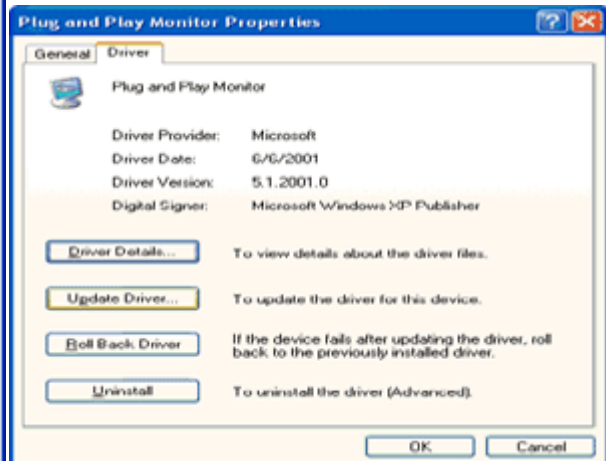 Plug and Play Monitor Properties
General Driver
Plug and Play Monitor
Driver Provider: Microsoft
Driver Date: 6/6/2001
Driver Version: 5.1.2001.0
Digital Signer: Microsoft Windows XP Publisher
Driver Details... To view details about the driver files.
Update Driver... To update the driver for this device.
Roll Back Driver If the device fails after updating the driver, roll
back to the previously installed driver.
Uninstall To uninstall the driver (Advanced).
OK Cancel